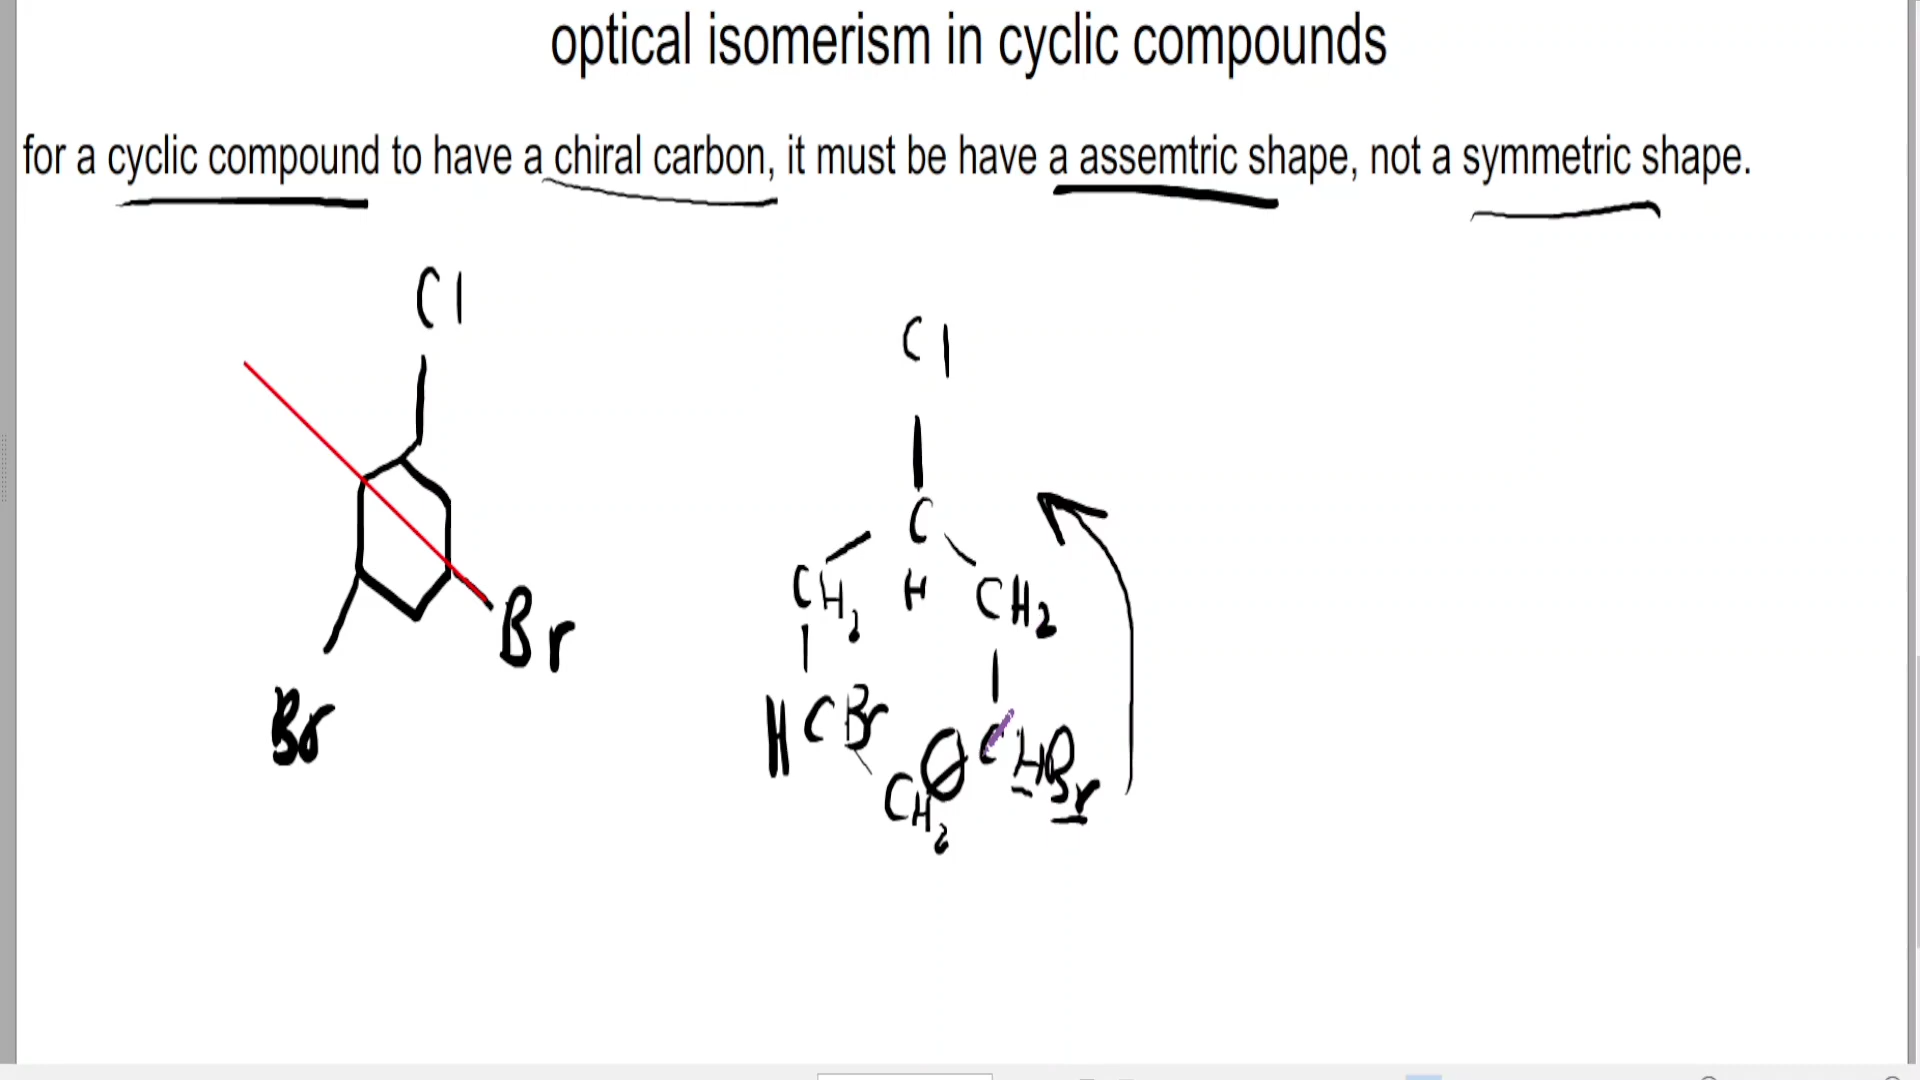 optical isomerism in cyclic compounds
for a cyclic compound to have a chiral carbon, it must be have a assemtric shape, not a symmetric shape.
Cl
Br
Br
Cl
C
CH2 H CH2
HCBr CHBr
CH2